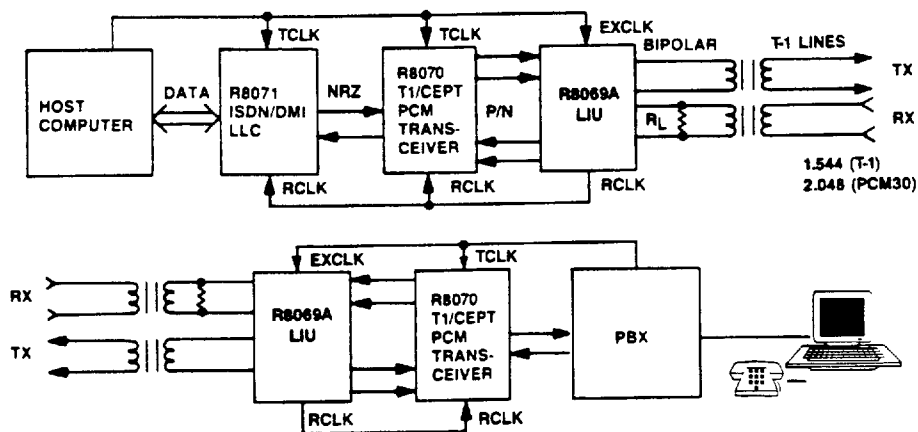 TCLK
TCLK
EXCLK
BIPOLAR
T-1 LINES
HOST
COMPUTER
DATA
R8071
ISDN/DMI
LLC
NRZ
R8070
T1/CEPT
PCM
TRANS-
CEIVER
P/N
R8069A
LIU
RL
TX
RX
RCLK
RCLK
RCLK
1.544 (T-1)
2.048 (PCM30)
EXCLK
TCLK
RX
TX
R8069A
LIU
R8070
T1/CEPT
PCM
TRANS-
CEIVER
PBX
RCLK
RCLK